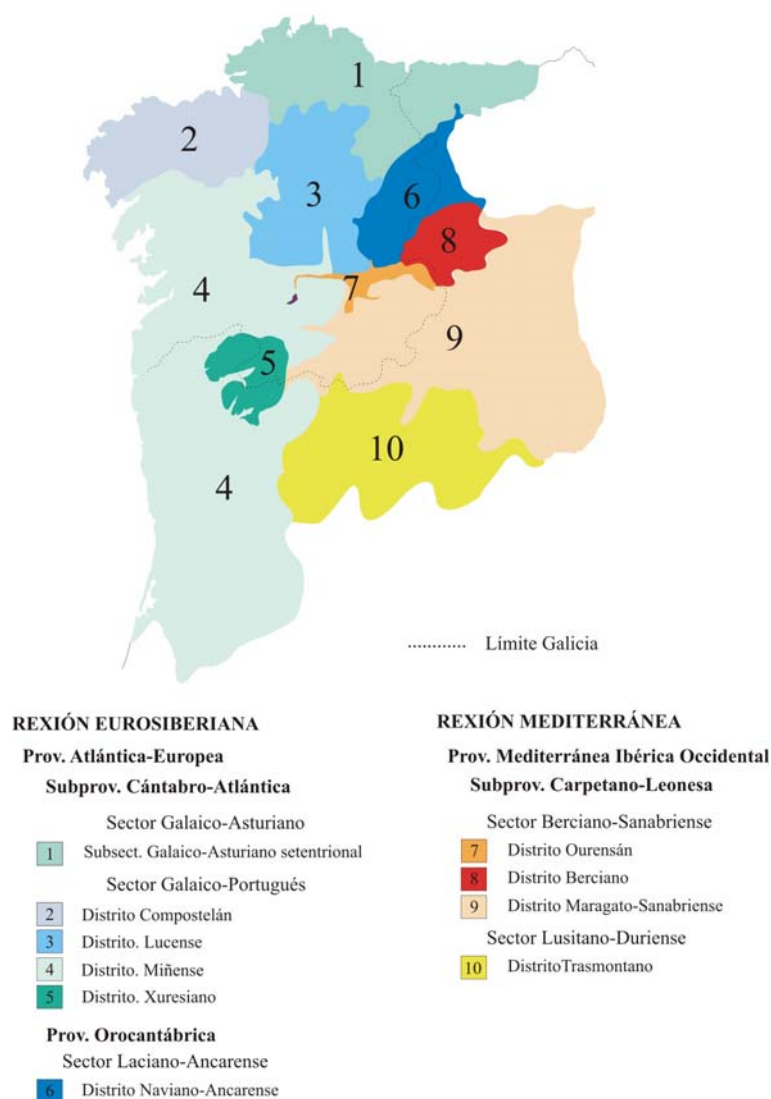 1
2
3
6
8
4
7
9
5
10
4
Límite Galicia
REXIÓN EUROSIBERIANA
Prov. Atlántica-Europea
Subprov. Cántabro-Atlántica
Sector Galaico-Asturiano
1 Subsect. Galaico-Asturiano setentrional
Sector Galaico-Portugués
2 Distrito Compostelán
3 Distrito. Lucense
4 Distrito. Miñense
5 Distrito. Xuresiano
Prov. Orocantábrica
Sector Laciano-Ancarense
6 Distrito Naviano-Ancarense
REXIÓN MEDITERRÁNEA
Prov. Mediterránea Ibérica Occidental
Subprov. Carpetano-Leonesa
Sector Berciano-Sanabriense
7 Distrito Ourensán
8 Distrito Berciano
9 Distrito Maragato-Sanabriense
Sector Lusitano-Duriense
10 DistritoTrasmontano